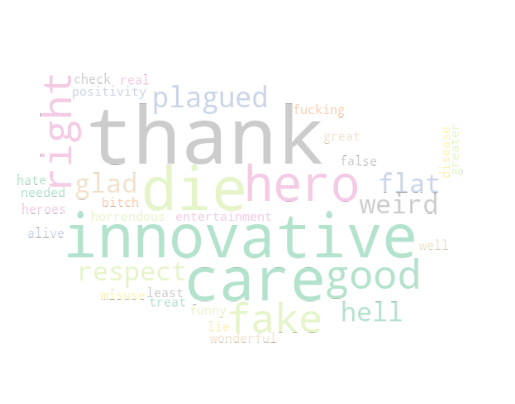 check real
positivity
right
plagued
fucking
thank
great
disease
greater
false
hate
glad
die
hero
flat
needed
weird
heroes
bitch
horrendous
entertainment
alive
innovative
well
respect
care
good
misuse
least
treat
funny
fake
hell
lie
wonderful